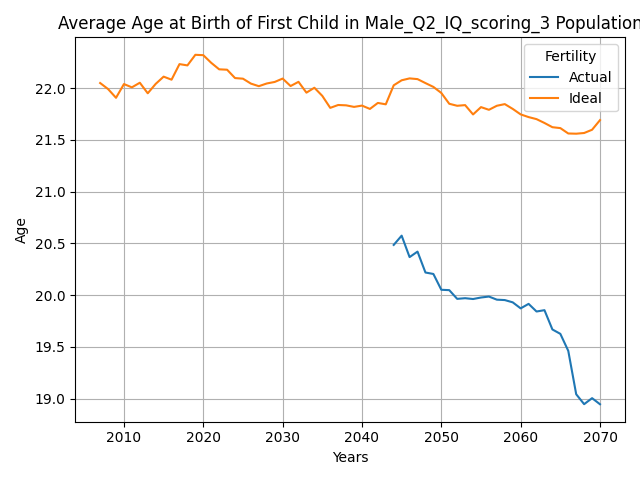 Average Age at Birth of First Child in Male_Q2_IQ_scoring_3 Population
Fertility
Actual
Ideal
22.0
21.5
21.0
20.5
20.0
19.5
19.0
Age
2010 2020 2030 2040 2050 2060 2070
Years